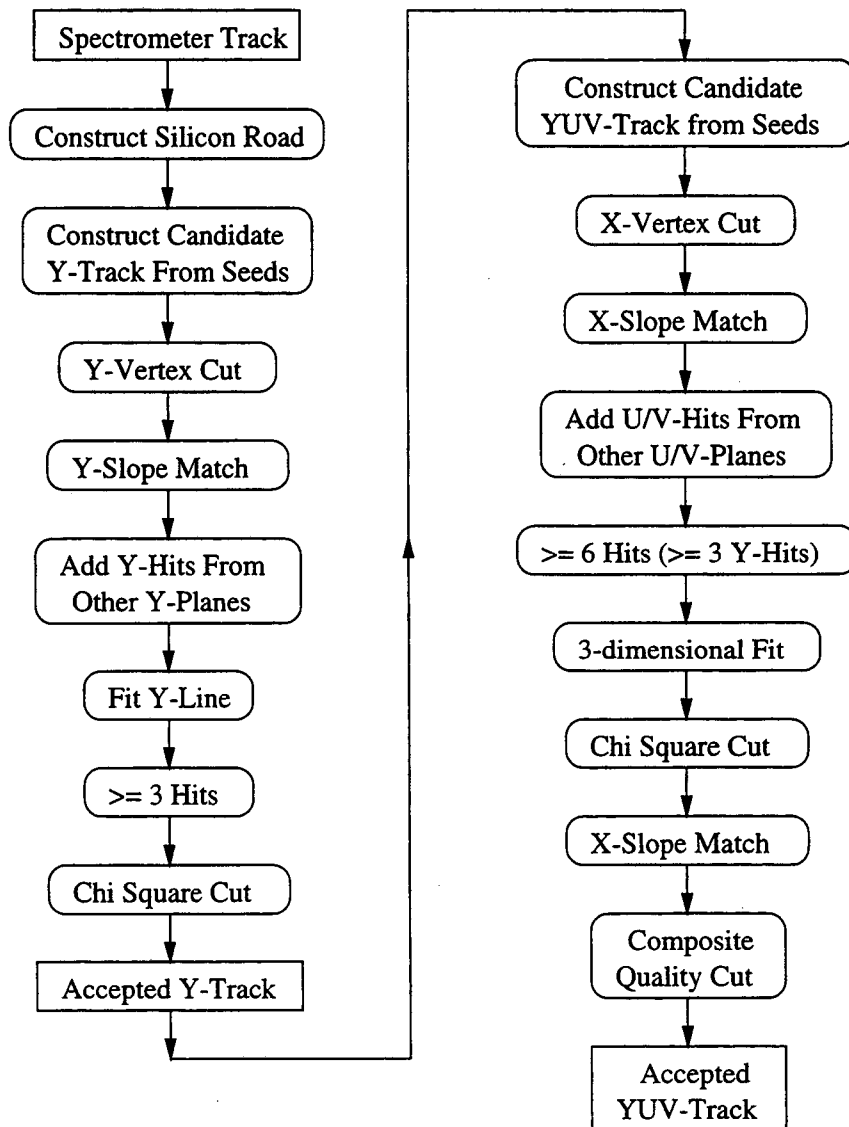 Spectrometer Track
Construct Silicon Road
Construct Candidate
Y-Track From Seeds
Y-Vertex Cut
Y-Slope Match
Add Y-Hits From
Other Y-Planes
Fit Y-Line
>= 3 Hits
Chi Square Cut
Accepted Y-Track
Construct Candidate
YUV-Track from Seeds
X-Vertex Cut
X-Slope Match
Add U/V-Hits From
Other U/V-Planes
>= 6 Hits (>= 3 Y-Hits)
3-dimensional Fit
Chi Square Cut
X-Slope Match
Composite
Quality Cut
Accepted
YUV-Track